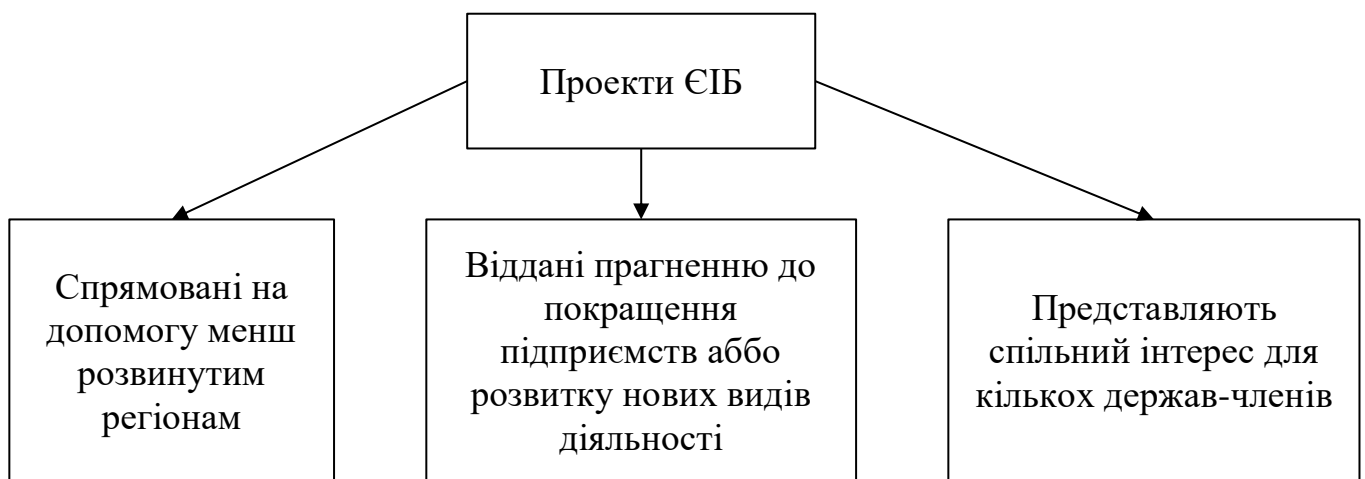 Проекти ЄІБ
Спрямовані на
допомогу менш
розвинутим
регіонам
Віддані прагненню до
покращення
підприємств аббо
розвитку нових видів
діяльності
Представляють
спільний інтерес для
кількох держав-членів